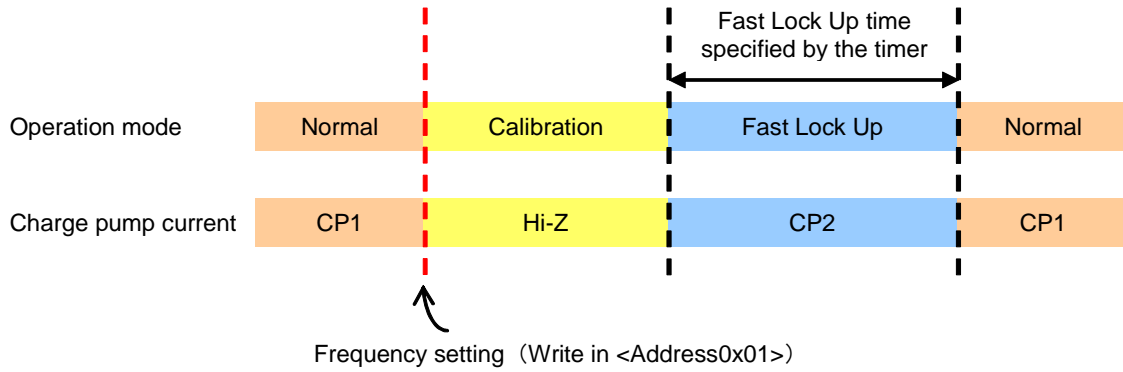 Fast Lock Up time
specified by the timer
Operation mode
Normal
Calibration
Fast Lock Up
Normal
Charge pump current
CP1
Hi-Z
CP2
CP1
Frequency setting（Write in <Address0x01>）